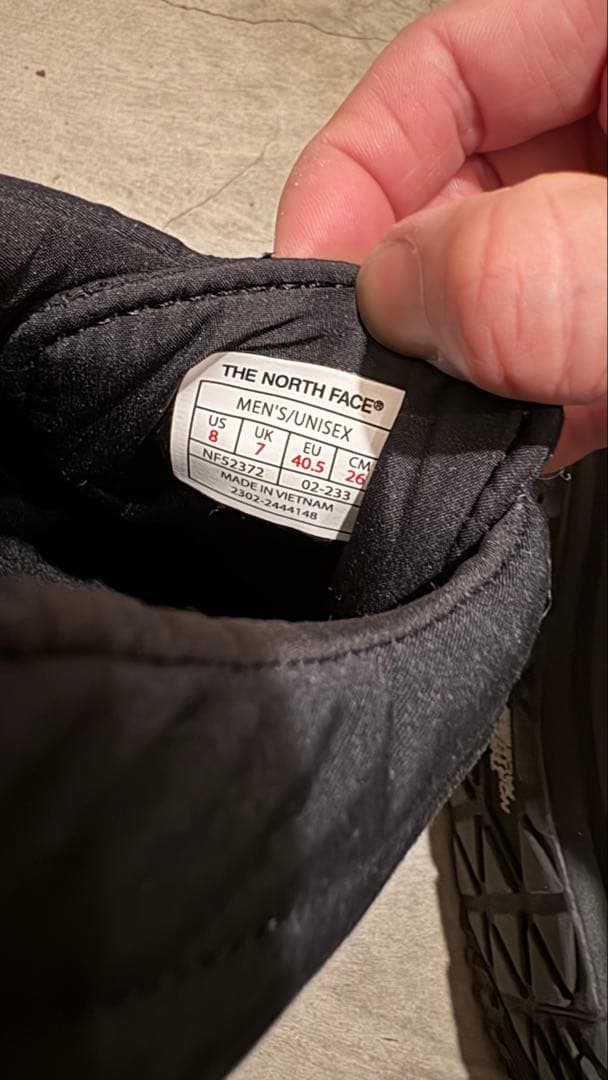 THE NORTH FACE®
MEN'S/UNISEX
US UK EU CM
8 7 40.5 26
NF52372 02-233
MADE IN VIETNAM
2302-2444148